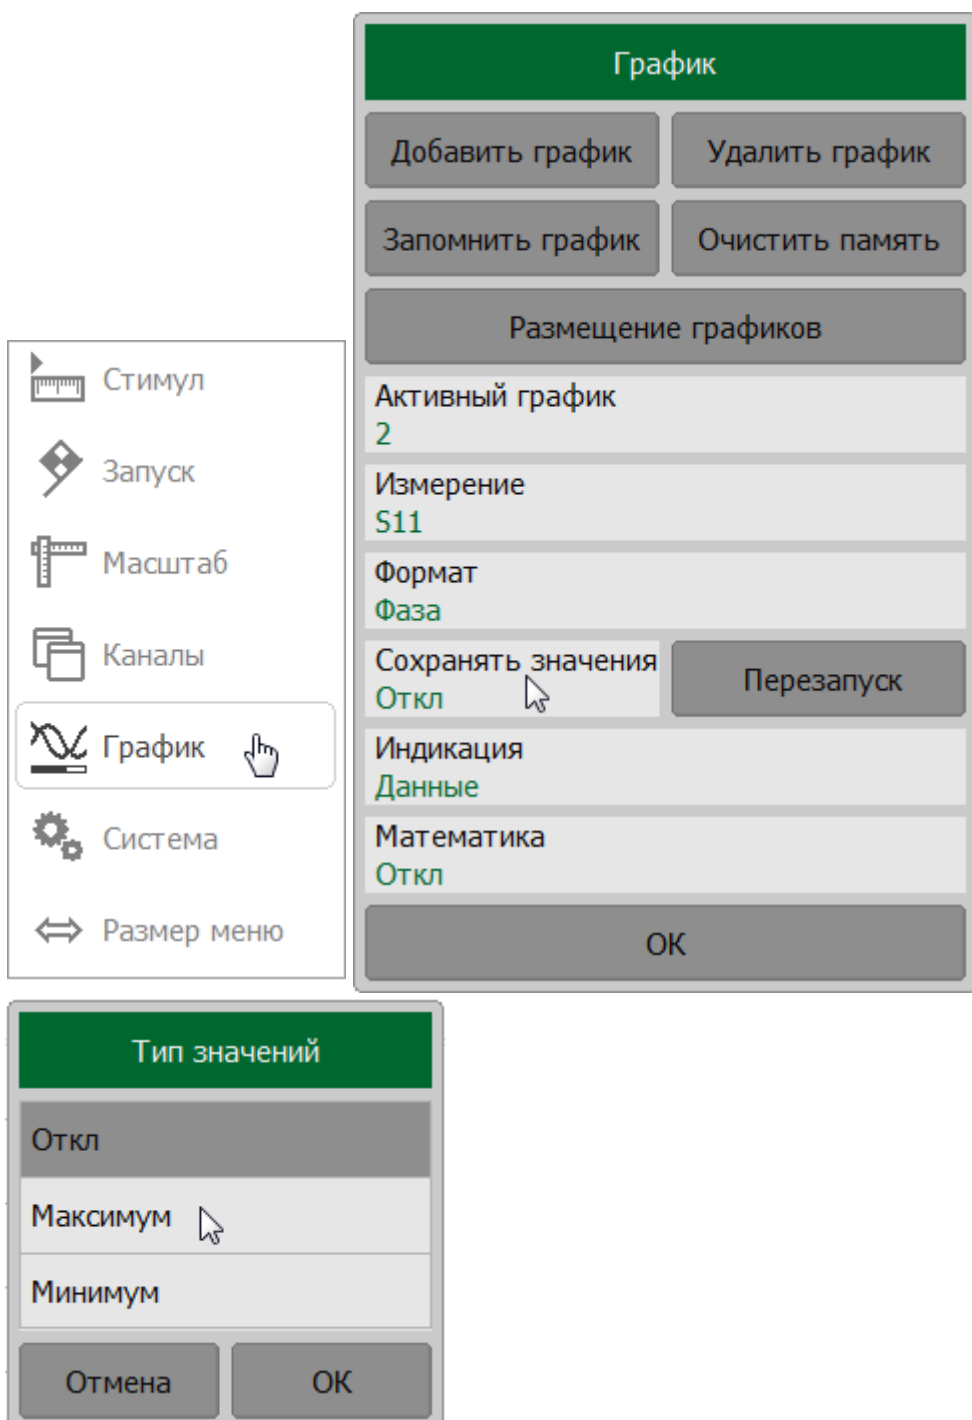 Стимул
Запуск
Масштаб
Каналы
График
Система
Размер меню
График
Добавить график
Удалить график
Запомнить график
Очистить память
Размещение графиков
Активный график
2
Измерение
S11
Формат
Фаза
Сохранять значения
Откл
Перезапуск
Индикация
Данные
Математика
Откл
ОК
Тип значений
Откл
Максимум
Минимум
Отмена
ОК